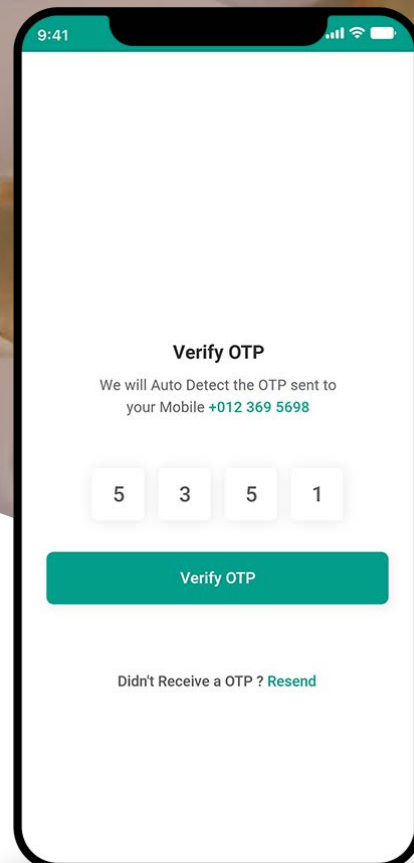 9:41
Verify OTP
We will Auto Detect the OTP sent to
your Mobile +012 369 5698
5 3 5 1
Verify OTP
Didn't Receive a OTP ? Resend